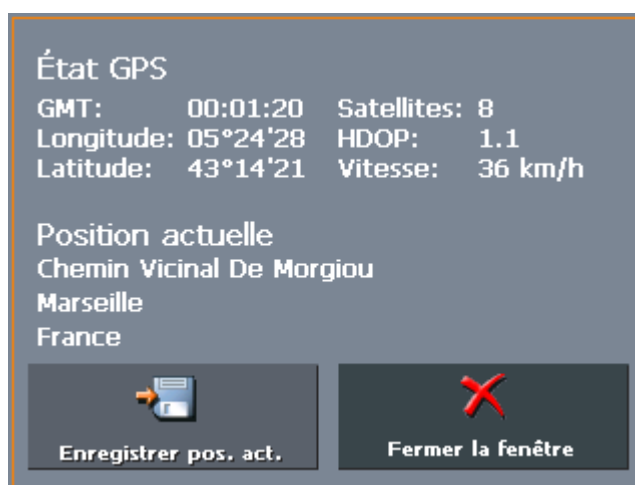 État GPS
GMT: 00:01:20 Satellites: 8
Longitude: 05°24'28 HDOP: 1.1
Latitude: 43°14'21 Vitesse: 36 km/h
Position actuelle
Chemin Vicinal De Morgiou
Marseille
France
Enregistrer pos. act. Fermer la fenêtre